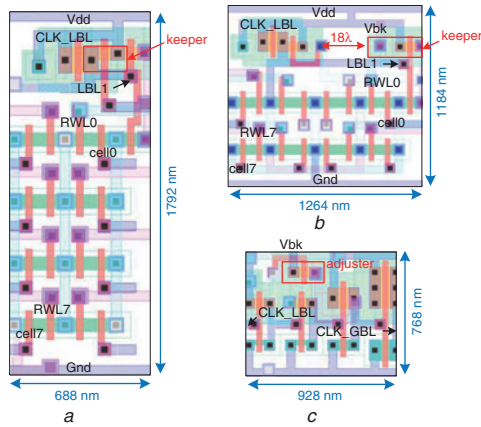 Vdd
CLK_LBL
keeper
LBL1
RWL0
cell0
RWL7
cell7
Gnd
1792 nm
688 nm
a
Vdd
CLK_LBL
18λ
Vbk
keeper
LBL1
RWL0
RWL7
cell0
cell7
Gnd
1184 nm
1264 nm
b
Vbk
adjuster
CLK_LBL
CLK_GBL
768 nm
928 nm
c